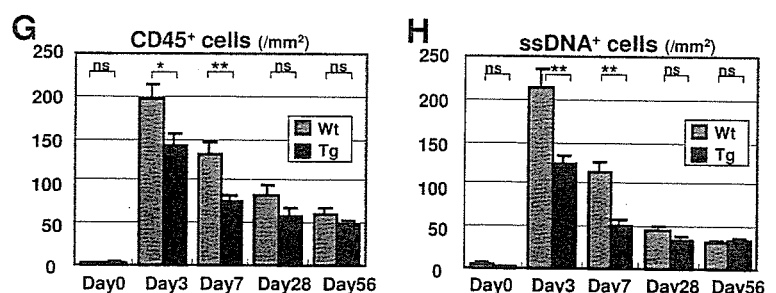 G
CD45⁺ cells (/mm²)
250
200
150
100
50
0
ns
*
**
ns
ns
Wt
Tg
Day0 Day3 Day7 Day28 Day56
H
ssDNA⁺ cells (/mm²)
250
200
150
100
50
0
ns
**
**
ns
ns
Wt
Tg
Day0 Day3 Day7 Day28 Day56